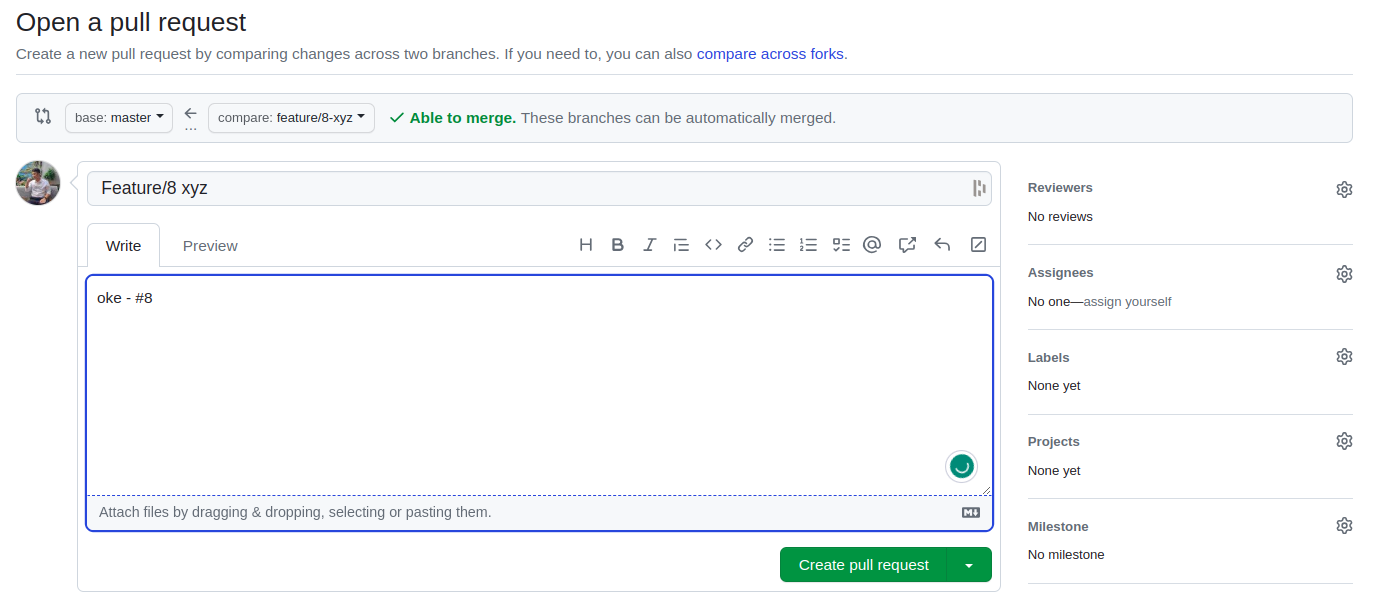 Open a pull request
Create a new pull request by comparing changes across two branches. If you need to, you can also compare across forks.
base: master
...
compare: feature/8-xyz
Able to merge. These branches can be automatically merged.
Feature/8 xyz
Write
Preview
oke - #8
Attach files by dragging & dropping, selecting or pasting them.
Create pull request
Reviewers
No reviews
Assignees
No one—assign yourself
Labels
None yet
Projects
None yet
Milestone
No milestone